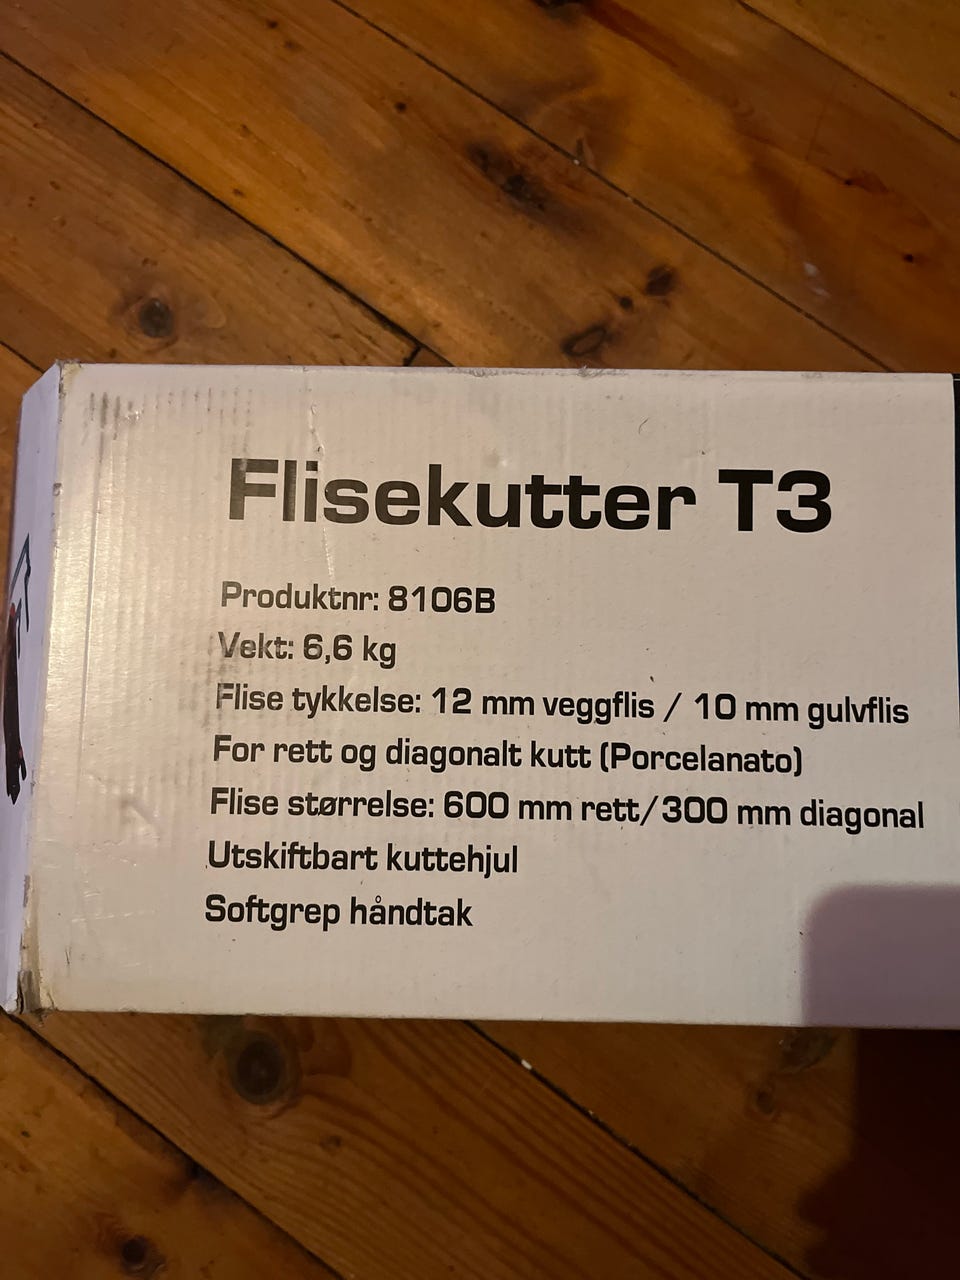 Flisekutter T3
Produktnr: 8106B
Vekt: 6,6 kg
Flise tykkelse: 12 mm veggflis / 10 mm gulvflis
For rett og diagonalt kutt (Porcelanato)
Flise størrelse: 600 mm rett/300 mm diagonal
Utskiftbart kuttehjul
Softgrep håndtak